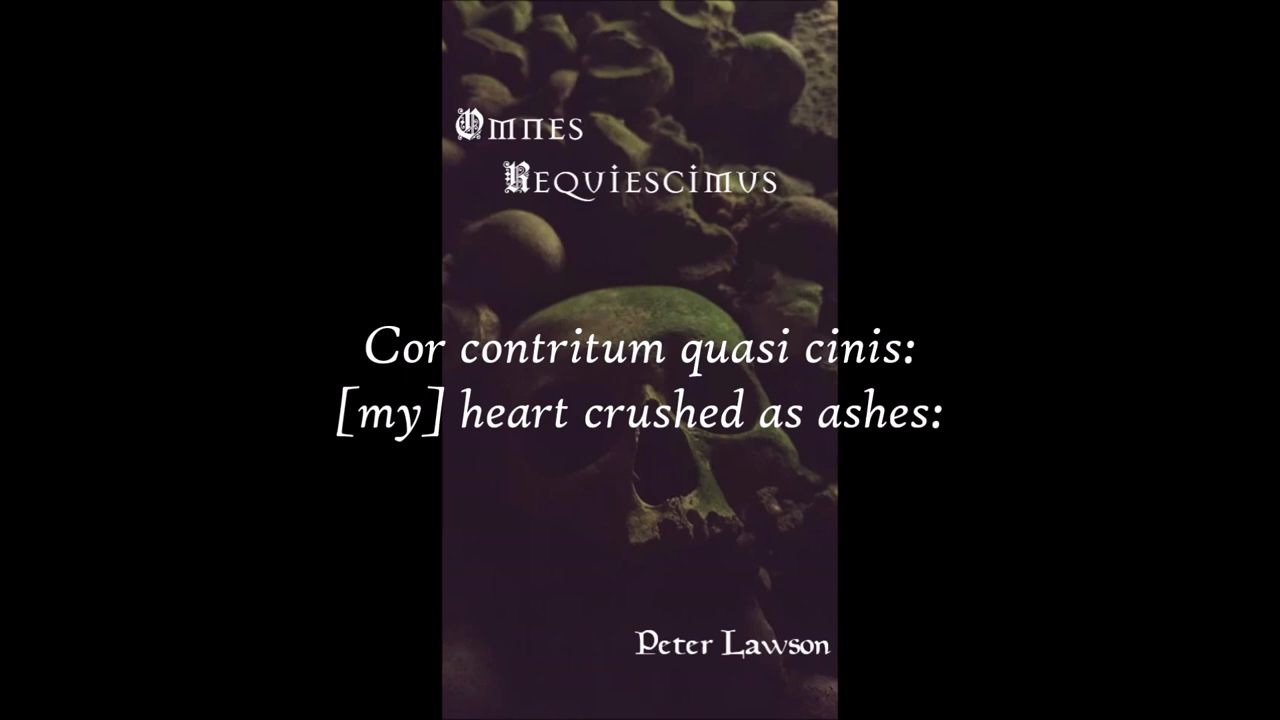 Omnes
Requiescimus
Cor contritum quasi cinis:
[my] heart crushed as ashes:
Peter Lawson